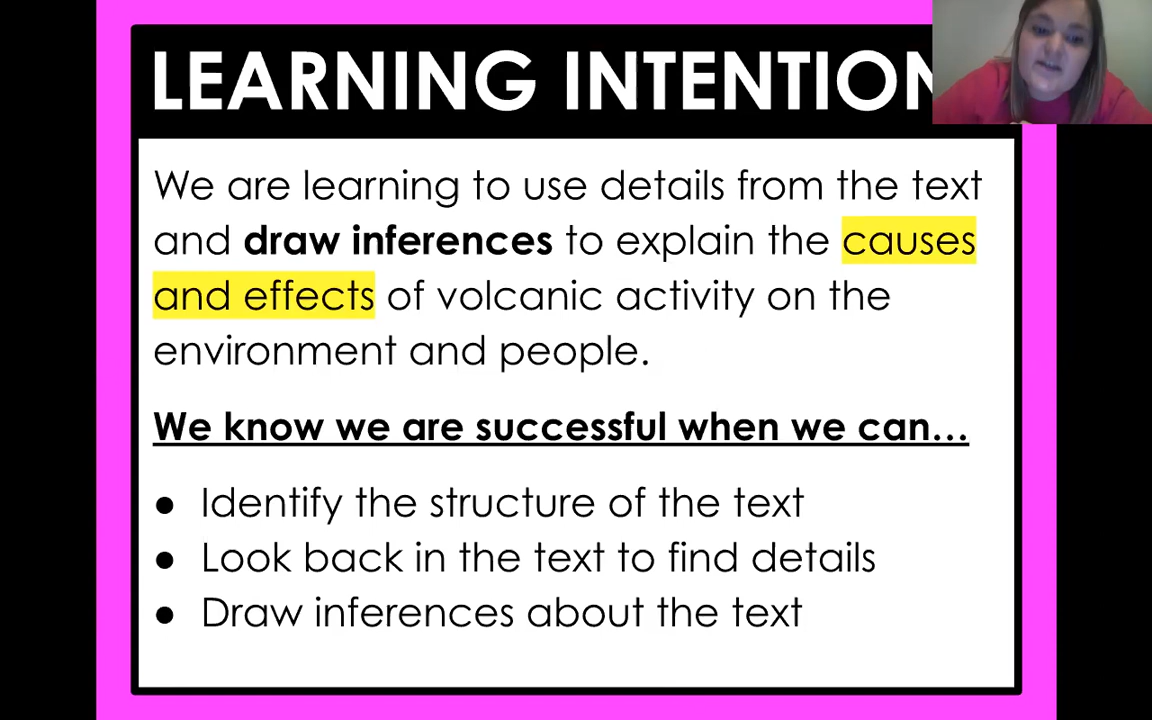 LEARNING INTENTION
We are learning to use details from the text
and draw inferences to explain the causes
and effects of volcanic activity on the
environment and people.
We know we are successful when we can...
● Identify the structure of the text
● Look back in the text to find details
● Draw inferences about the text